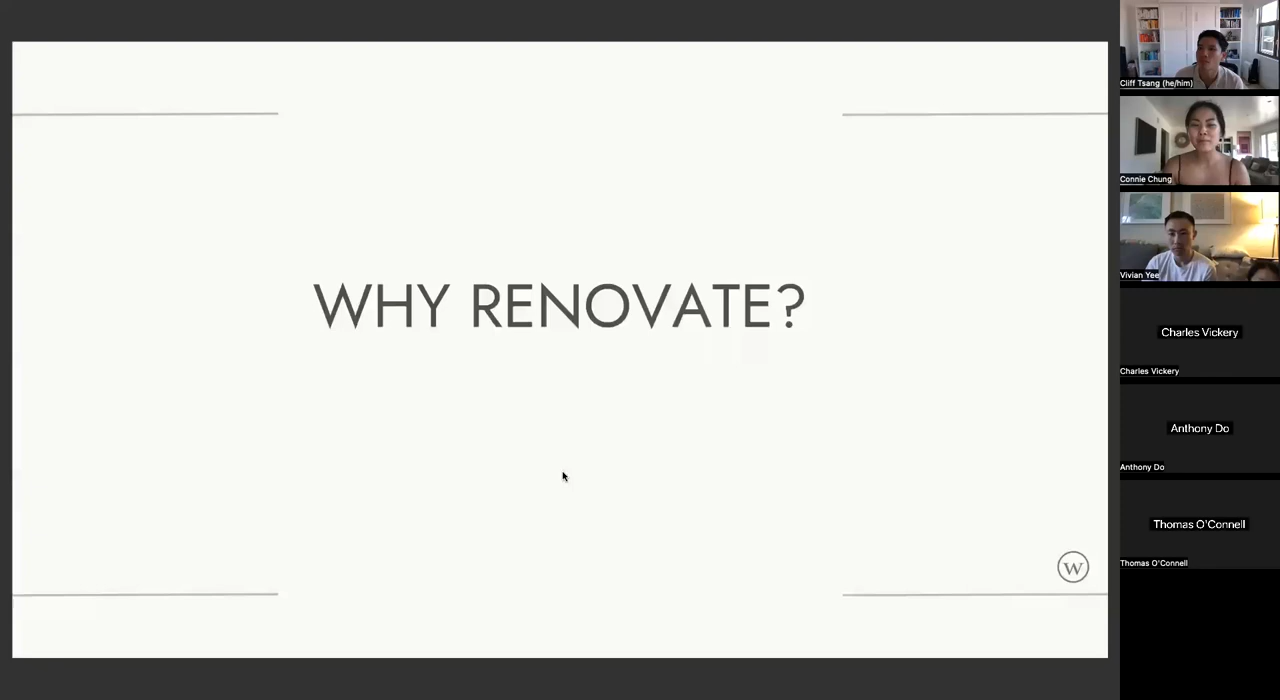 WHY RENOVATE?
W
Cliff Tsang (he/him)
Connie Chung
Vivian Yee
Charles Vickery
Charles Vickery
Anthony Do
Anthony Do
Thomas O'Connell
Thomas O'Connell